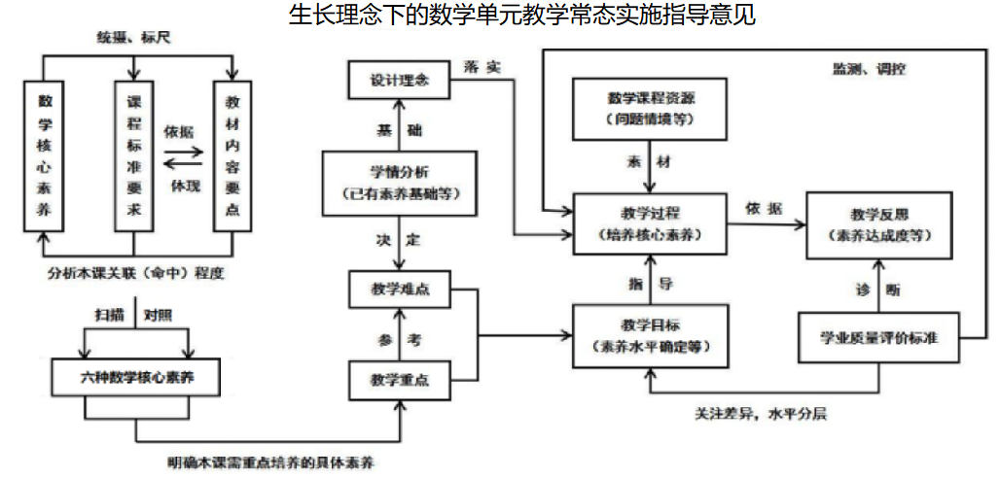 生长理念下的数学单元教学常态实施指导意见
统摄、标尺
数学核心素养
课程标准要求
依据
体现
教材内容要点
分析本课关联（命中）程度
扫描
对照
六种数学核心素养
明确本课需重点培养的具体素养
设计理念
落 实
基 础
学情分析
（已有素养基础等）
决 定
教学难点
参 考
教学重点
监测、调控
数学课程资源
（问题情境等）
素 材
教学过程
（培养核心素养）
依 据
教学反思
（素养达成度等）
指 导
诊 断
教学目标
（素养水平确定等）
学业质量评价标准
关注差异，水平分层